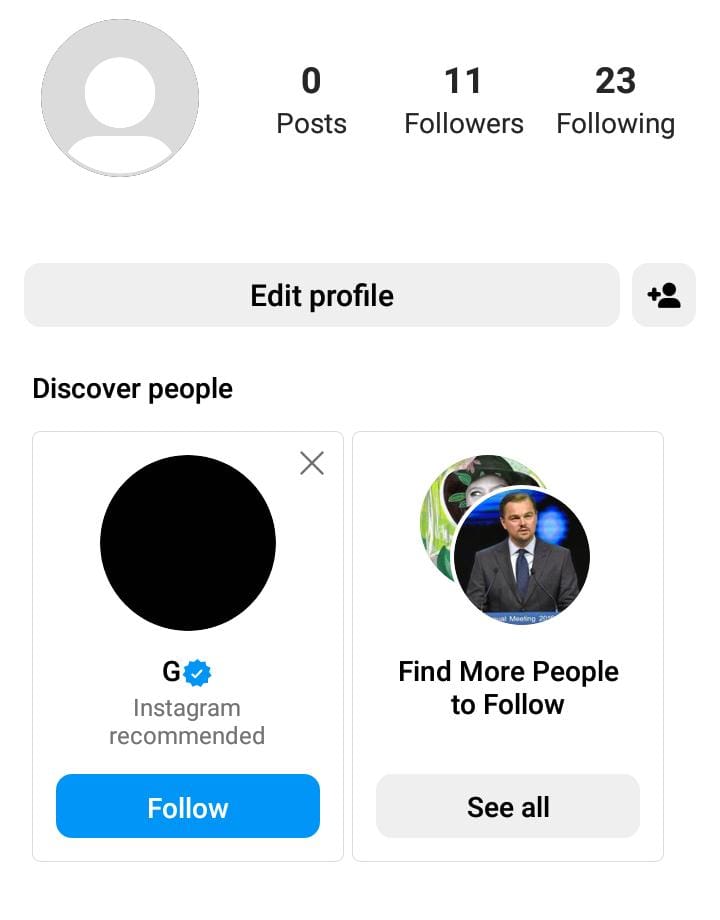 0
11
23
Posts
Followers
Following
Edit profile
Discover people
G
Instagram
recommended
Follow
Find More People
to Follow
See all